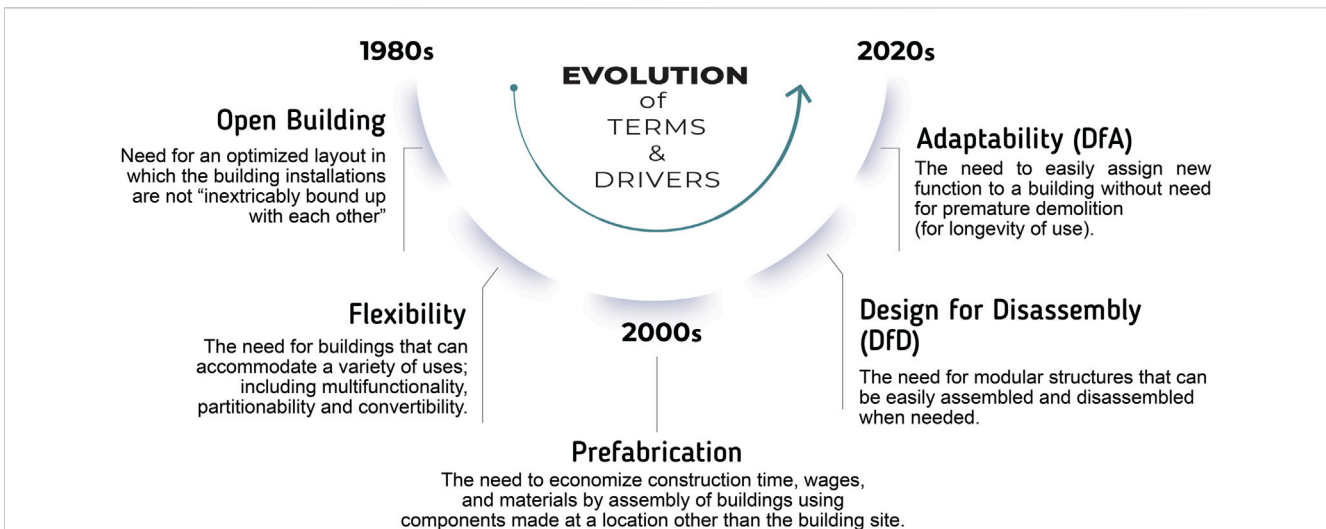 1980s
2020s
EVOLUTION
of
TERMS
&
DRIVERS
Open Building
Need for an optimized layout in
which the building installations
are not “inextricably bound up
with each other”
Flexibility
The need for buildings that can
accommodate a variety of uses;
including multifunctionality,
partitionability and convertibility.
2000s
Prefabrication
The need to economize construction time, wages,
and materials by assembly of buildings using
components made at a location other than the building site.
Design for Disassembly
(DfD)
The need for modular structures that can
be easily assembled and disassembled
when needed.
Adaptability (DfA)
The need to easily assign new
function to a building without need
for premature demolition
(for longevity of use).